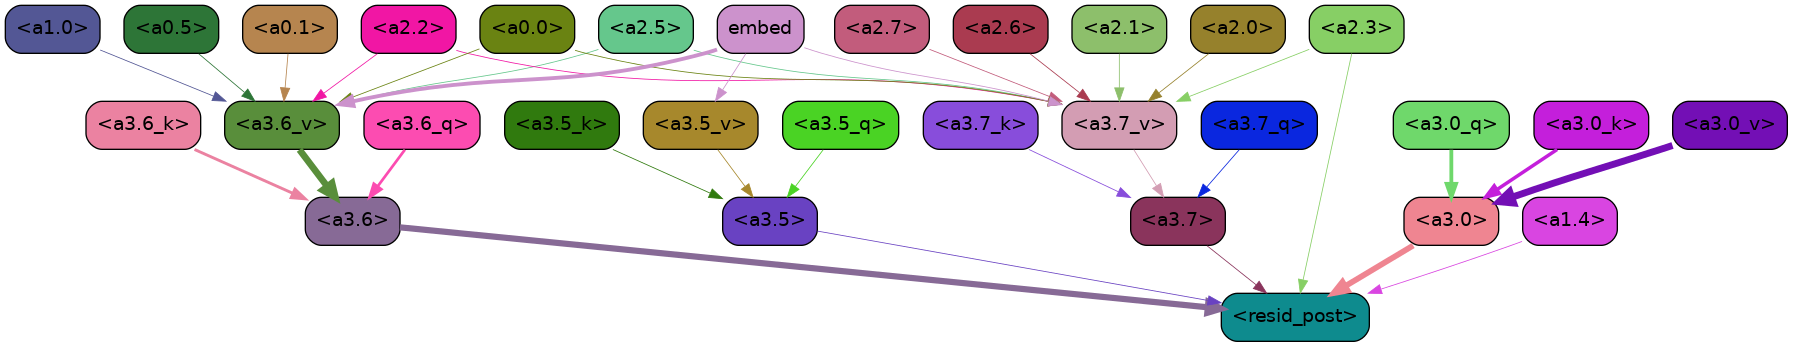 <a1.0> <a0.5> <a0.1> <a2.2> <a0.0> <a2.5> embed <a2.7> <a2.6> <a2.1> <a2.0> <a2.3>
<a3.6_k> <a3.6_v> <a3.6_q> <a3.5_k> <a3.5_v> <a3.5_q> <a3.7_k> <a3.7_v> <a3.7_q> <a3.0_q> <a3.0_k> <a3.0_v>
<a3.6> <a3.5> <a3.7> <a3.0> <a1.4>
<resid_post>